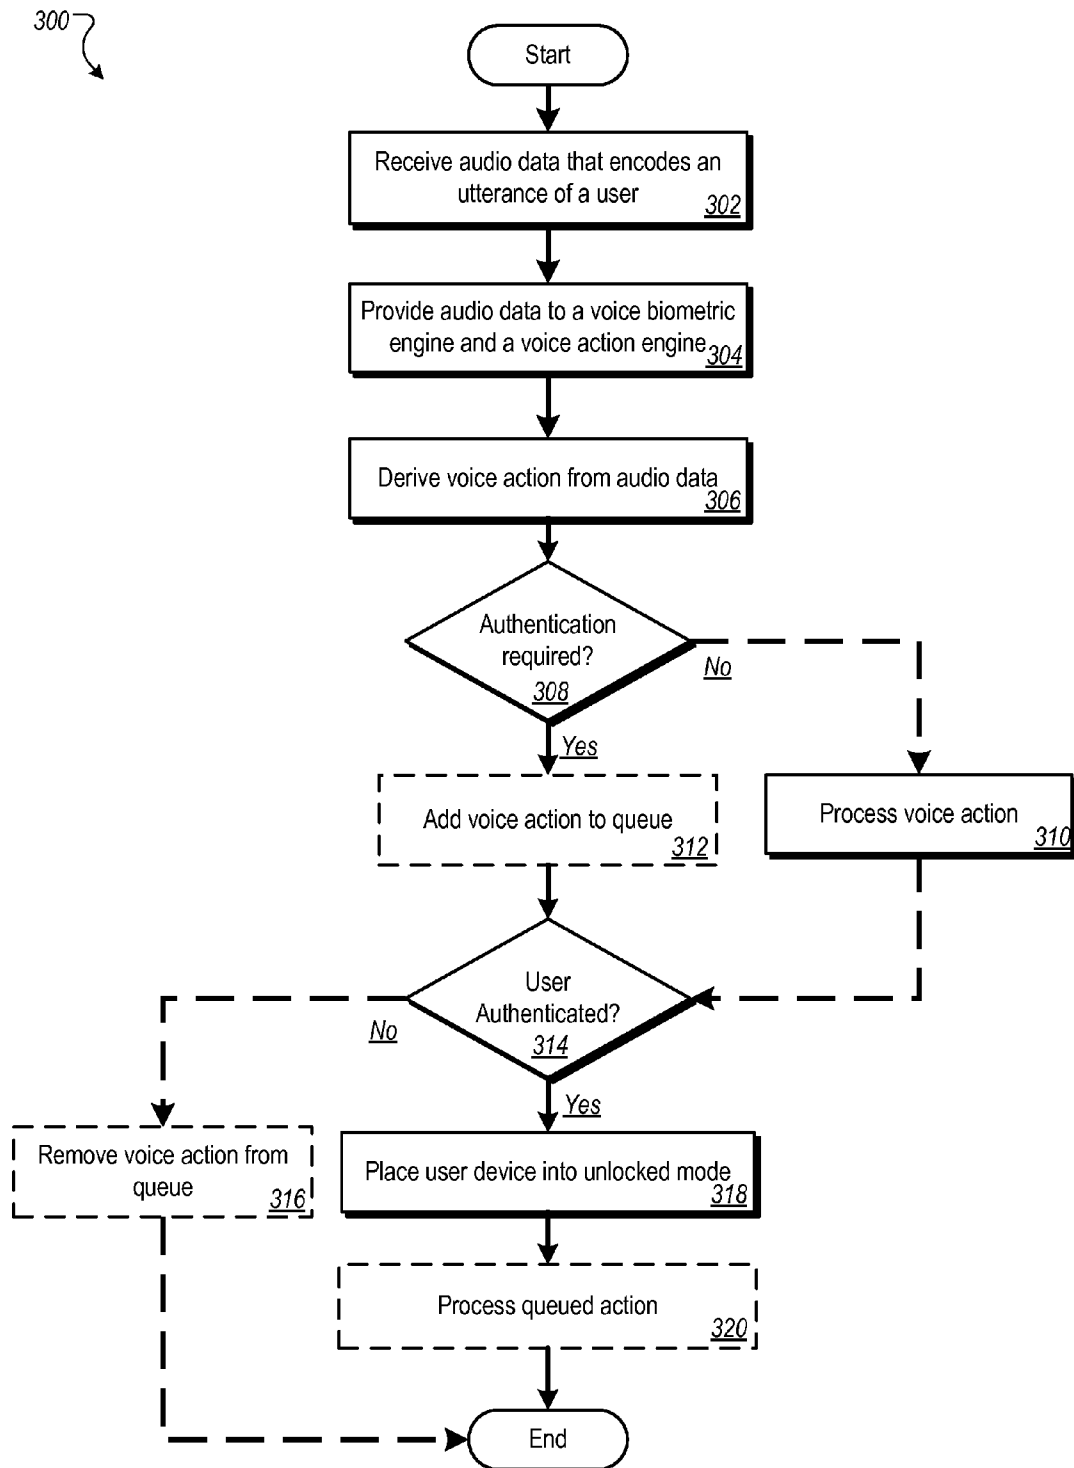 300
Start
Receive audio data that encodes an
utterance of a user
302
Provide audio data to a voice biometric
engine and a voice action engine
304
Derive voice action from audio data
306
Authentication
required?
308
No
Yes
Add voice action to queue
312
Process voice action
310
User
Authenticated?
314
No
Yes
Remove voice action from
queue
316
Place user device into unlocked mode
318
Process queued action
320
End